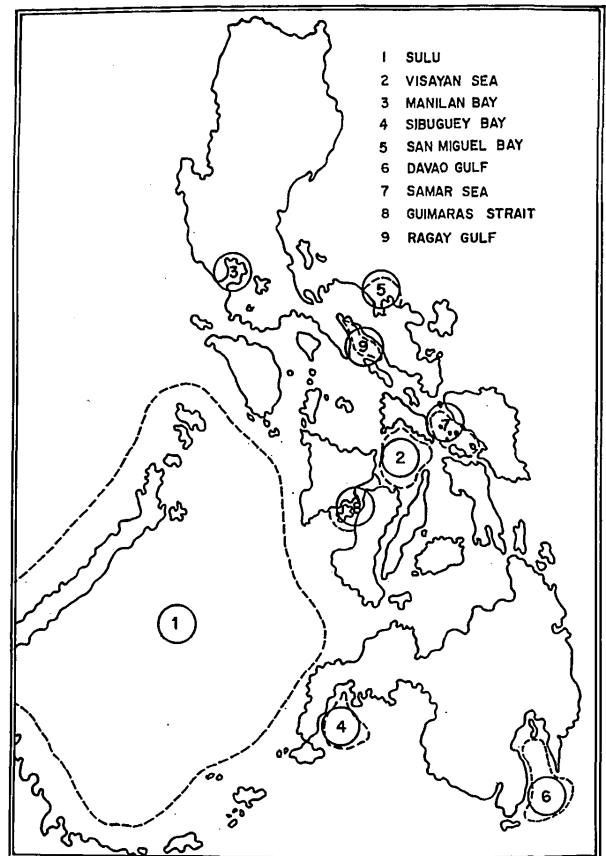 1 SULU
2 VISAYAN SEA
3 MANILAN BAY
4 SIBUGUEY BAY
5 SAN MIGUEL BAY
6 DAVAO GULF
7 SAMAR SEA
8 GUIMARAS STRAIT
9 RAGAY GULF
3
5
9
7
2
8
1
4
6